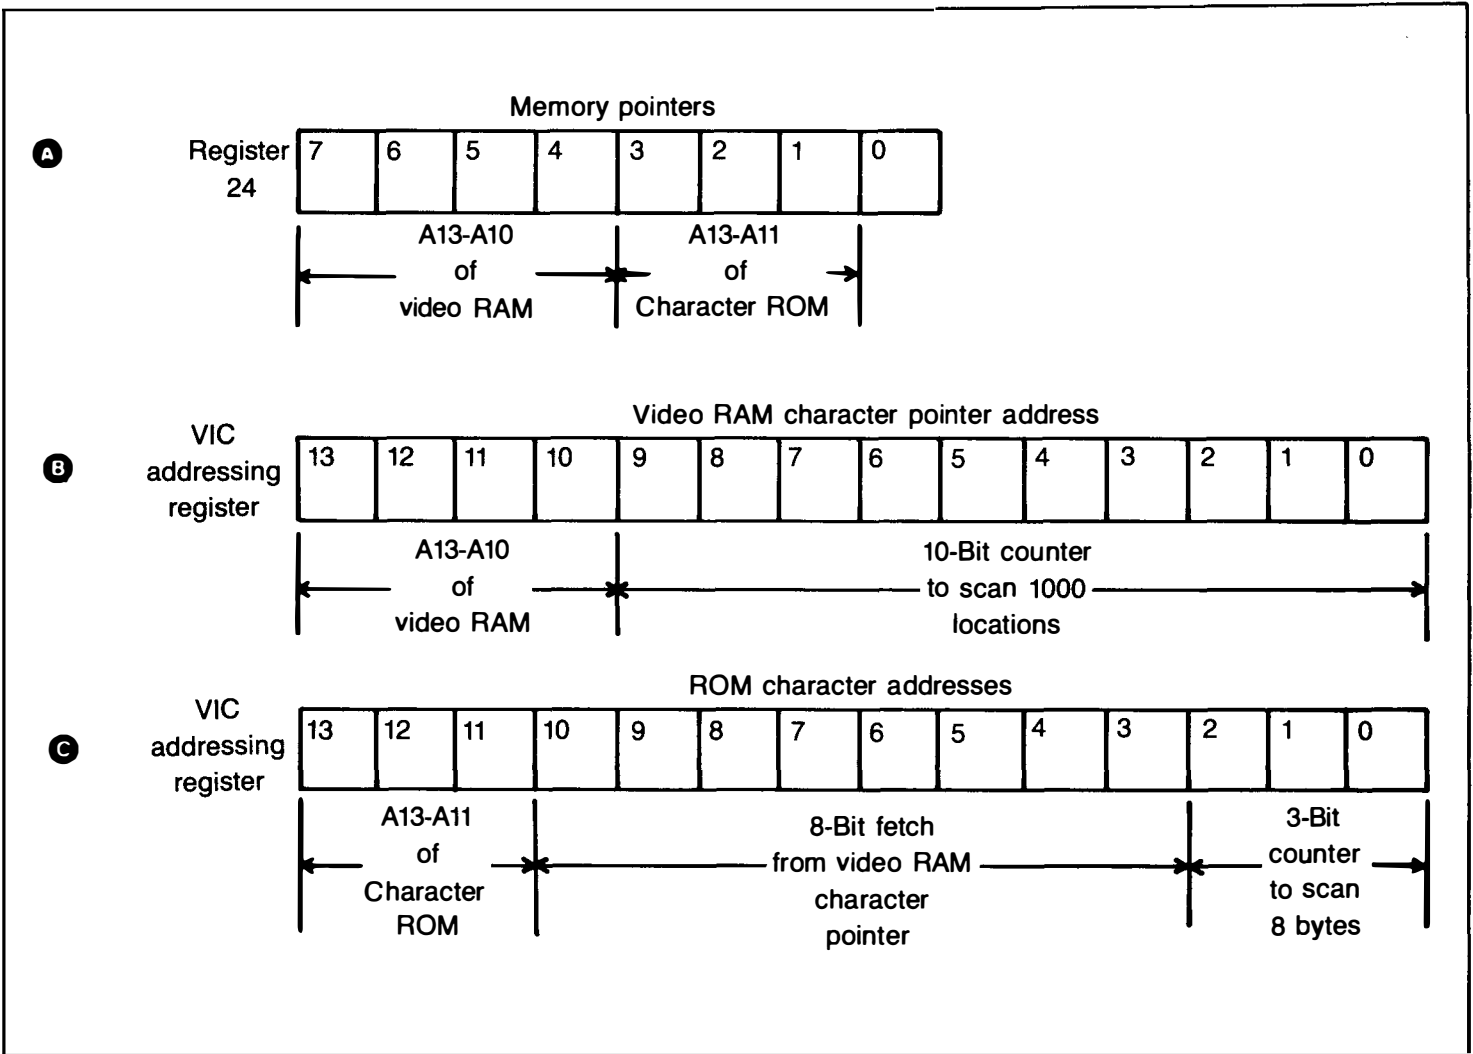 Memory pointers
A
Register 24
7 6 5 4 3 2 1 0
A13-A10
of
video RAM
A13-A11
of
Character ROM
Video RAM character pointer address
B
VIC
addressing
register
13 12 11 10 9 8 7 6 5 4 3 2 1 0
A13-A10
of
video RAM
10-Bit counter
to scan 1000
locations
ROM character addresses
C
VIC
addressing
register
13 12 11 10 9 8 7 6 5 4 3 2 1 0
A13-A11
of
Character
ROM
8-Bit fetch
from video RAM
character
pointer
3-Bit
counter
to scan
8 bytes